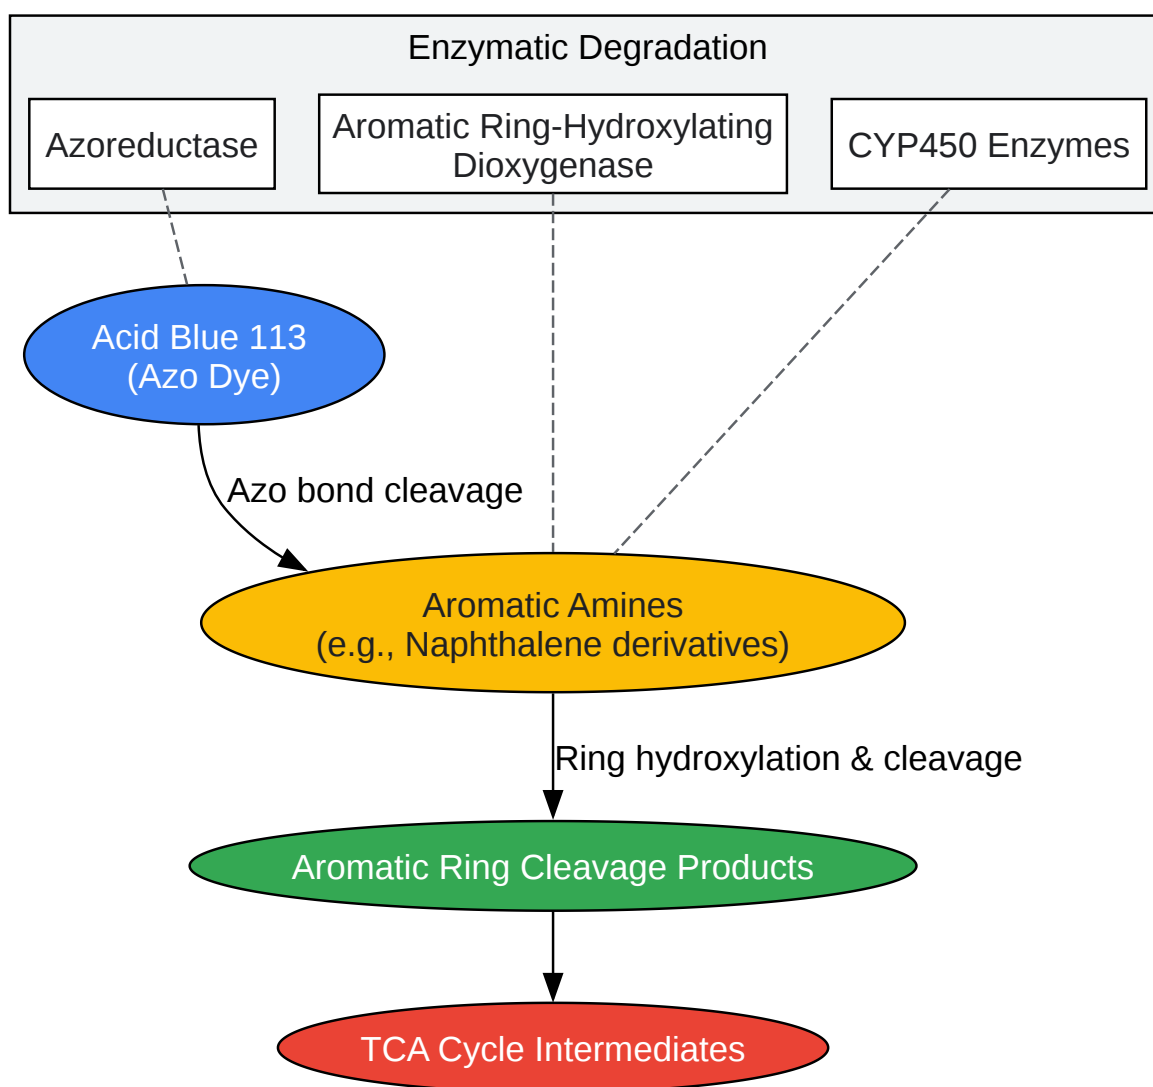 Enzymatic Degradation
Azoreductase
Aromatic Ring-Hydroxylating
Dioxygenase
CYP450 Enzymes
Acid Blue 113
(Azo Dye)
Azo bond cleavage
Aromatic Amines
(e.g., Naphthalene derivatives)
Ring hydroxylation & cleavage
Aromatic Ring Cleavage Products
TCA Cycle Intermediates